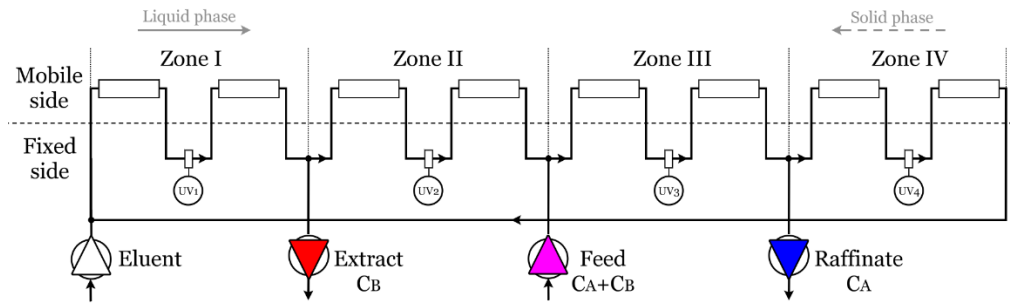 Liquid phase
Solid phase
Zone I
Zone II
Zone III
Zone IV
Mobile
side
Fixed
side
UV1
UV2
UV3
UV4
Eluent
Extract
CB
Feed
CA+CB
Raffinate
CA